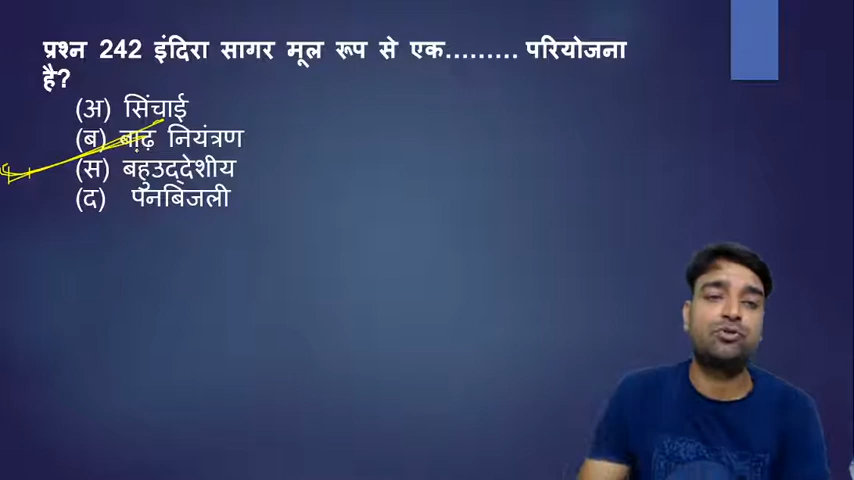 प्रश्न 242 इंदिरा सागर मूल रूप से एक......... परियोजना
है?
(अ) सिंचाई
(ब) बाढ़ नियंत्रण
(स) बहुउद्देशीय
(द) पनबिजली